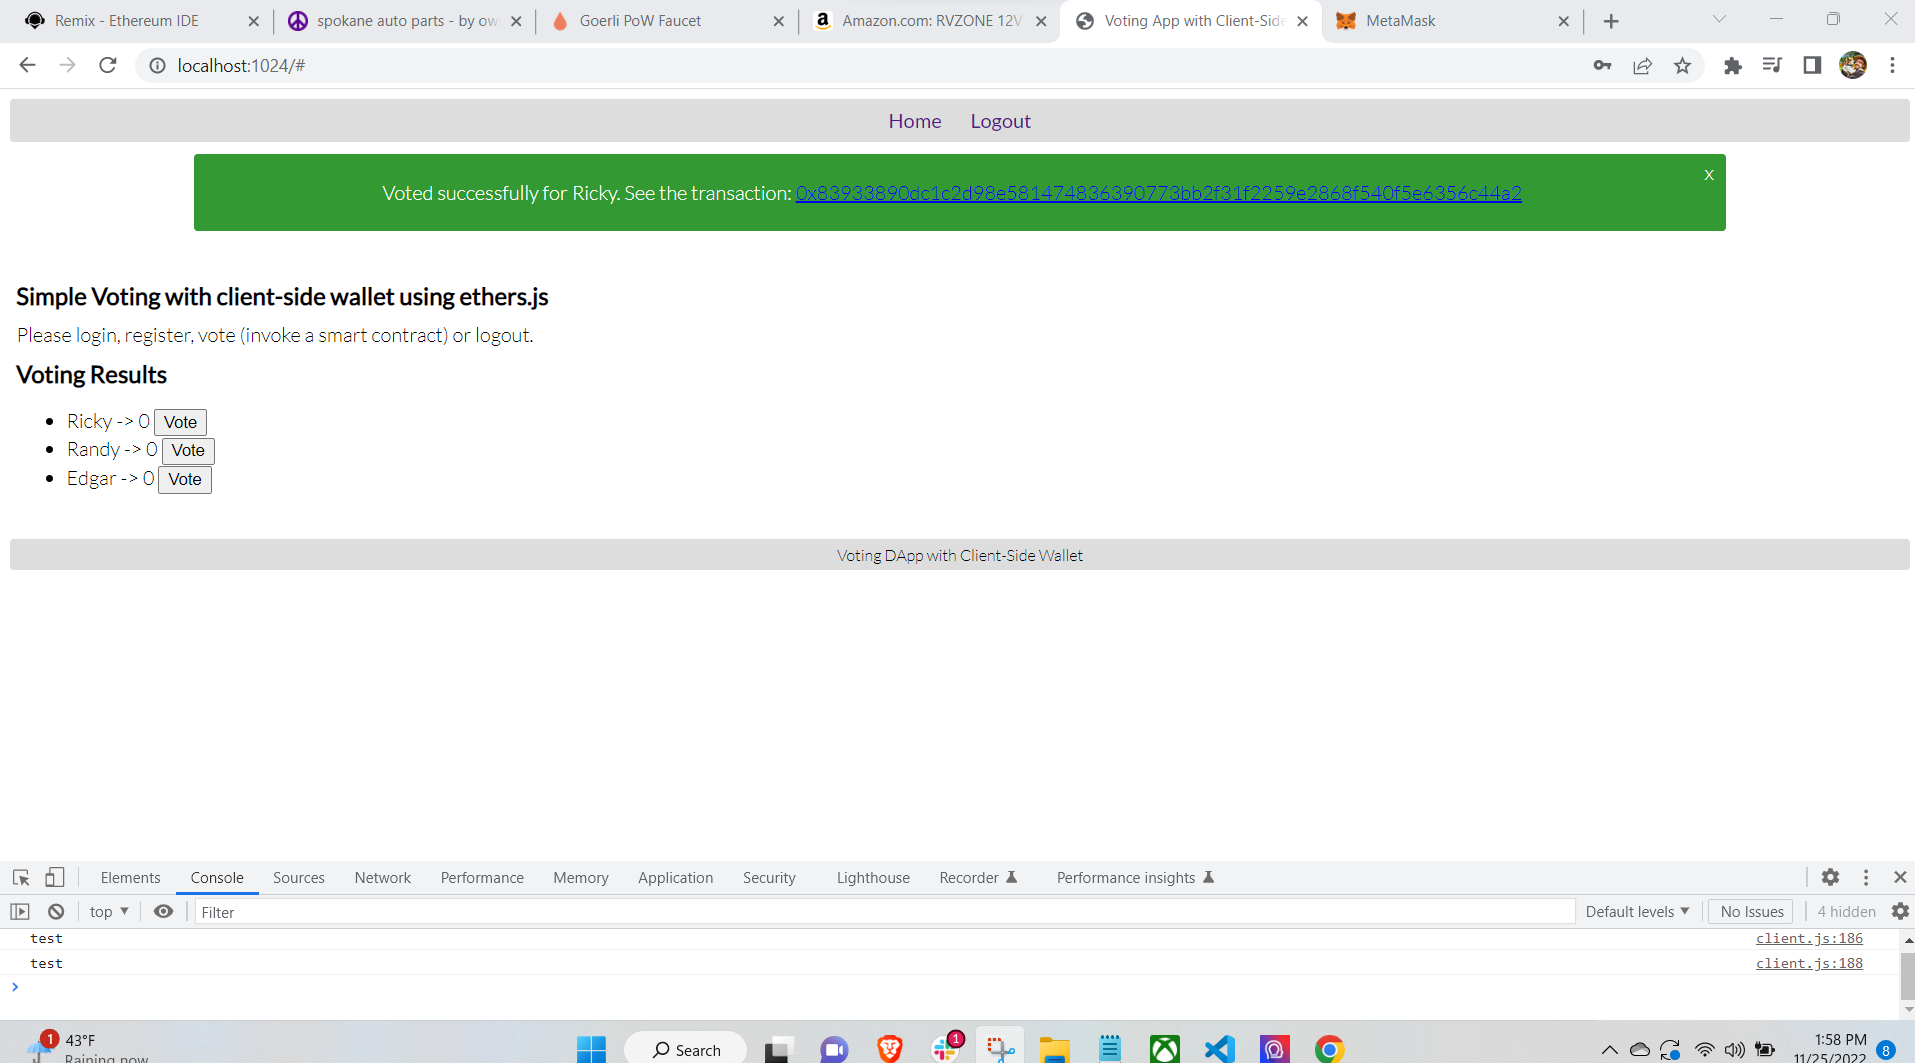 Remix - Ethereum IDE
spokane auto parts - by ow
Goerli PoW Faucet
Amazon.com: RVZONE 12V
Voting App with Client-Side
MetaMask
localhost:1024/#
Home Logout
Voted successfully for Ricky. See the transaction: 0x83933890dc1c2d98e581474836390773bb2f31f2259e2868f540f5e6356c44a2
X
Simple Voting with client-side wallet using ethers.js
Please login, register, vote (invoke a smart contract) or logout.
Voting Results
Ricky -> 0 Vote
Randy -> 0 Vote
Edgar -> 0 Vote
Voting DApp with Client-Side Wallet
Elements Console Sources Network Performance Memory Application Security Lighthouse Recorder Performance insights
top Filter Default levels No Issues 4 hidden
test client.js:186
test client.js:188
1 43°F
Raining now
Search
1
1:58 PM
11/25/2022
8